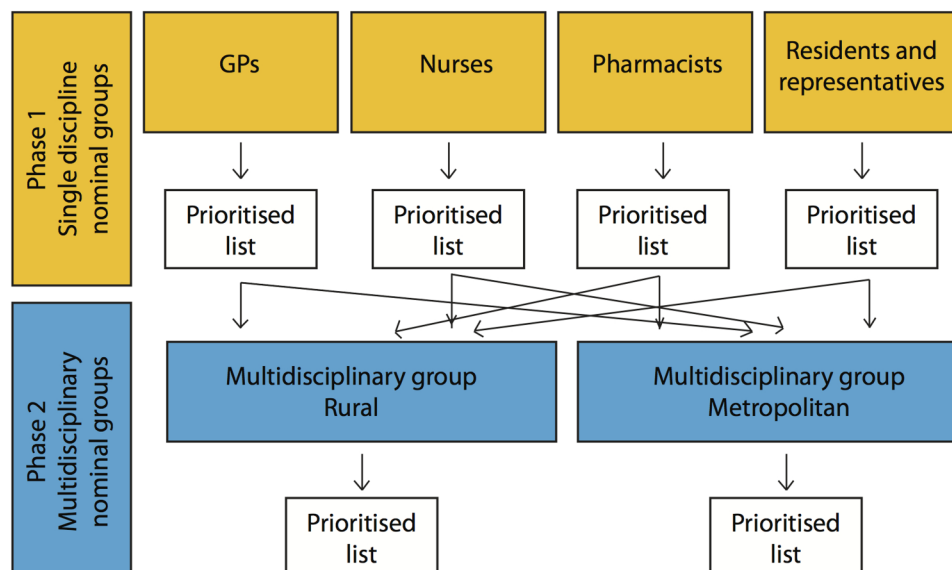 Phase 1
Single discipline
nominal groups
GPs
Nurses
Pharmacists
Residents and
representatives
Prioritised
list
Prioritised
list
Prioritised
list
Prioritised
list
Phase 2
Multidisciplinary
nominal groups
Multidisciplinary group
Rural
Multidisciplinary group
Metropolitan
Prioritised
list
Prioritised
list